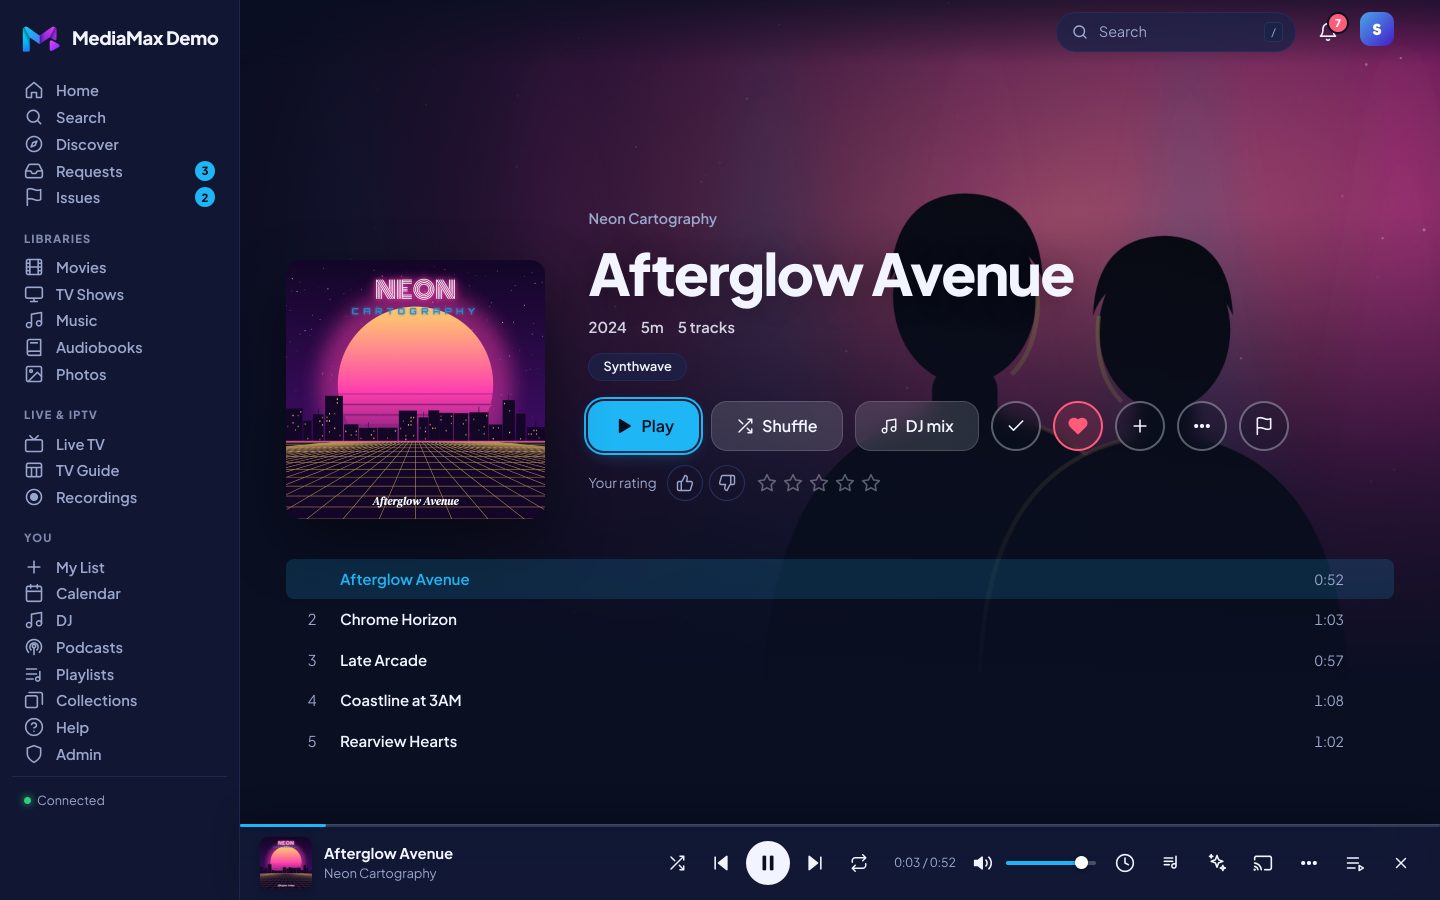 MediaMax Demo
Home
Search
Discover
Requests 3
Issues 2
LIBRARIES
Movies
TV Shows
Music
Audiobooks
Photos
LIVE & IPTV
Live TV
TV Guide
Recordings
YOU
My List
Calendar
DJ
Podcasts
Playlists
Collections
Help
Admin
Connected
Search /
7
S
NEON
CARTOGRAPHY
Afterglow Avenue
Neon Cartography
Afterglow Avenue
2024 5m 5 tracks
Synthwave
Play Shuffle DJ mix
Your rating
Afterglow Avenue 0:52
2 Chrome Horizon 1:03
3 Late Arcade 0:57
4 Coastline at 3AM 1:08
5 Rearview Hearts 1:02
NEON
Afterglow Avenue
Neon Cartography
0:03 / 0:52